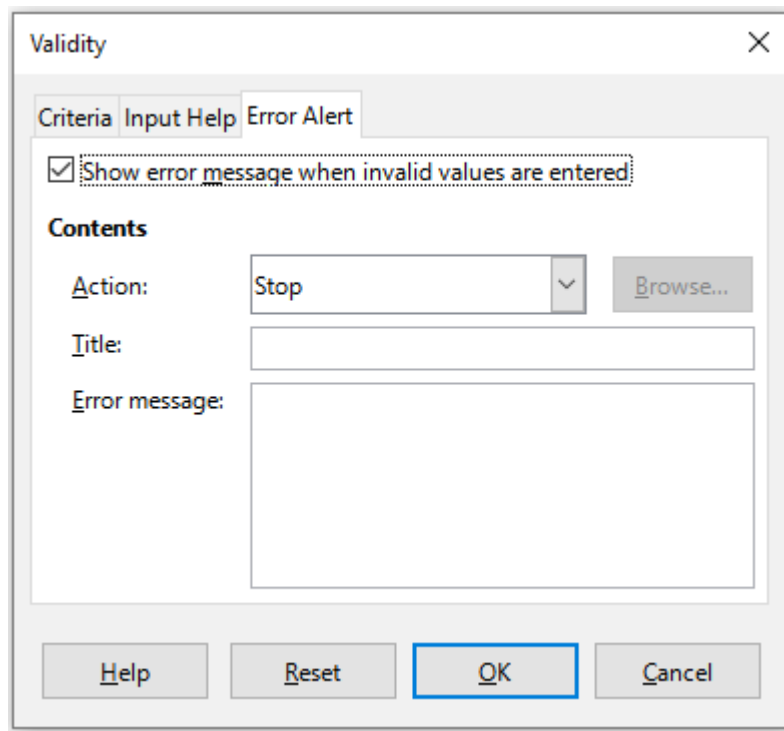 Validity
Criteria Input Help Error Alert
Show error message when invalid values are entered
Contents
Action: Stop Browse...
Title:
Error message:
Help Reset OK Cancel